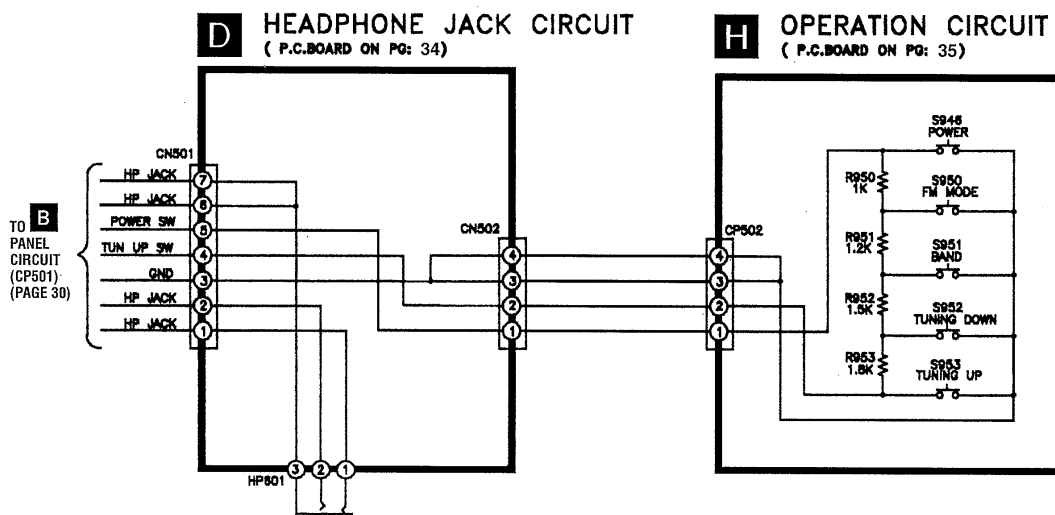 D HEADPHONE JACK CIRCUIT
( P.C.BOARD ON PG: 34)
H OPERATION CIRCUIT
( P.C.BOARD ON PG: 35)
CN501
HP JACK 7
HP JACK 6
POWER SW 5
TUN UP SW 4
GND 3
HP JACK 2
HP JACK 1
TO B
PANEL
CIRCUIT
(CP501)
(PAGE 30)
CN502
4
3
2
1
CP502
4
3
2
1
S946
POWER
R950
1K
S950
FM MODE
R951
1.2K
S951
BAND
R952
1.5K
S952
TUNING DOWN
R953
1.8K
S953
TUNING UP
3 2 1